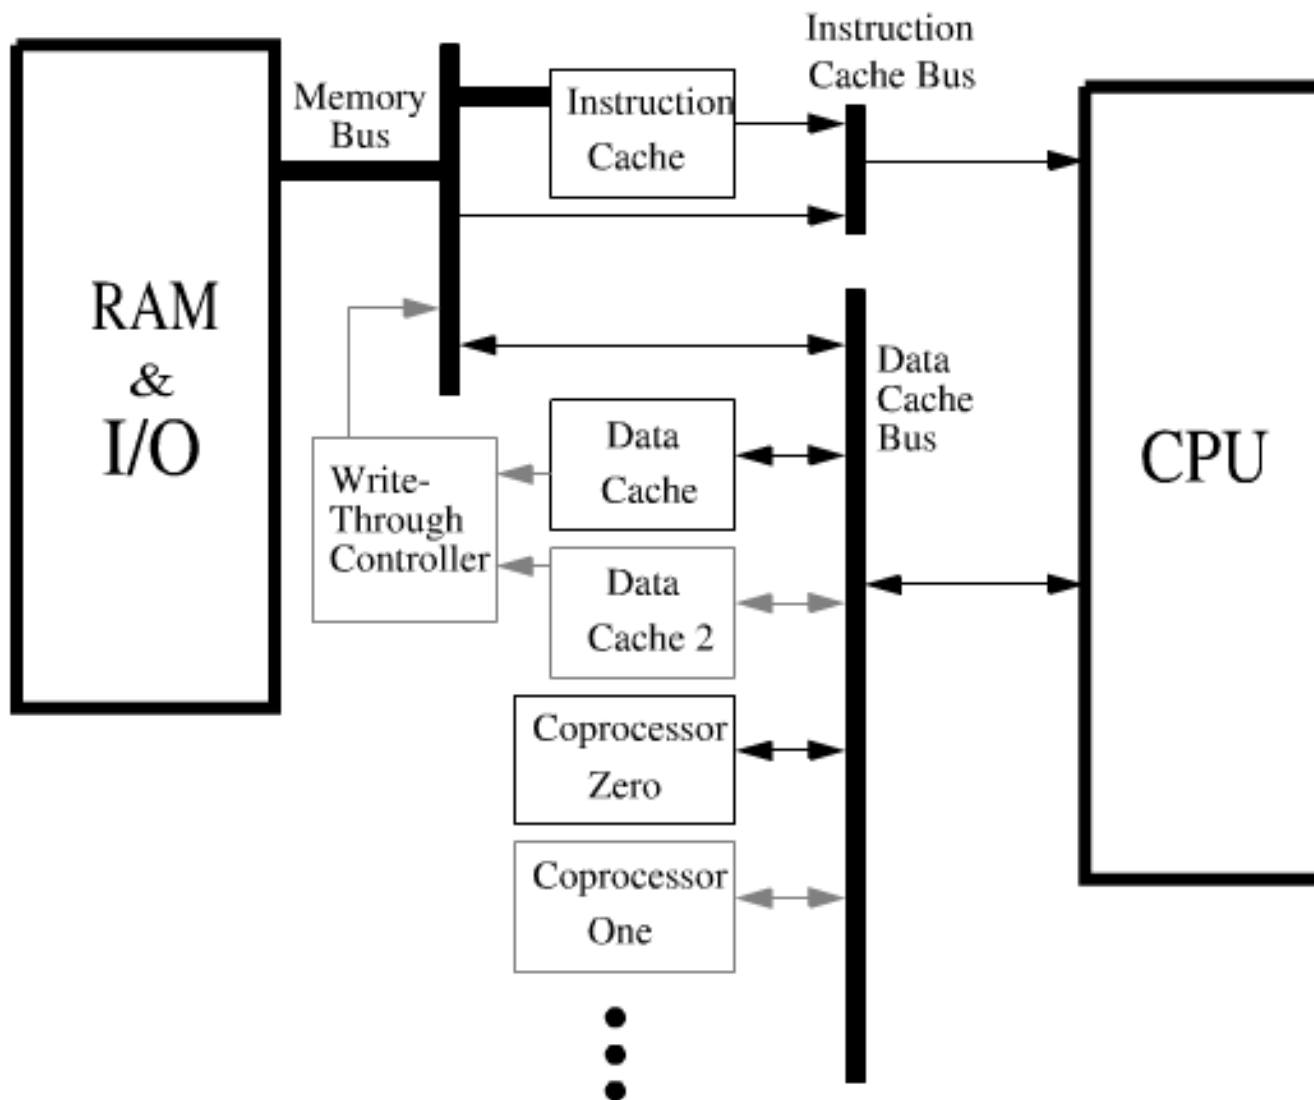 Memory
Bus
Instruction
Cache Bus
Instruction
Cache
RAM
&
I/O
Data
Cache
Bus
CPU
Write-
Through
Controller
Data
Cache
Data
Cache 2
Coprocessor
Zero
Coprocessor
One